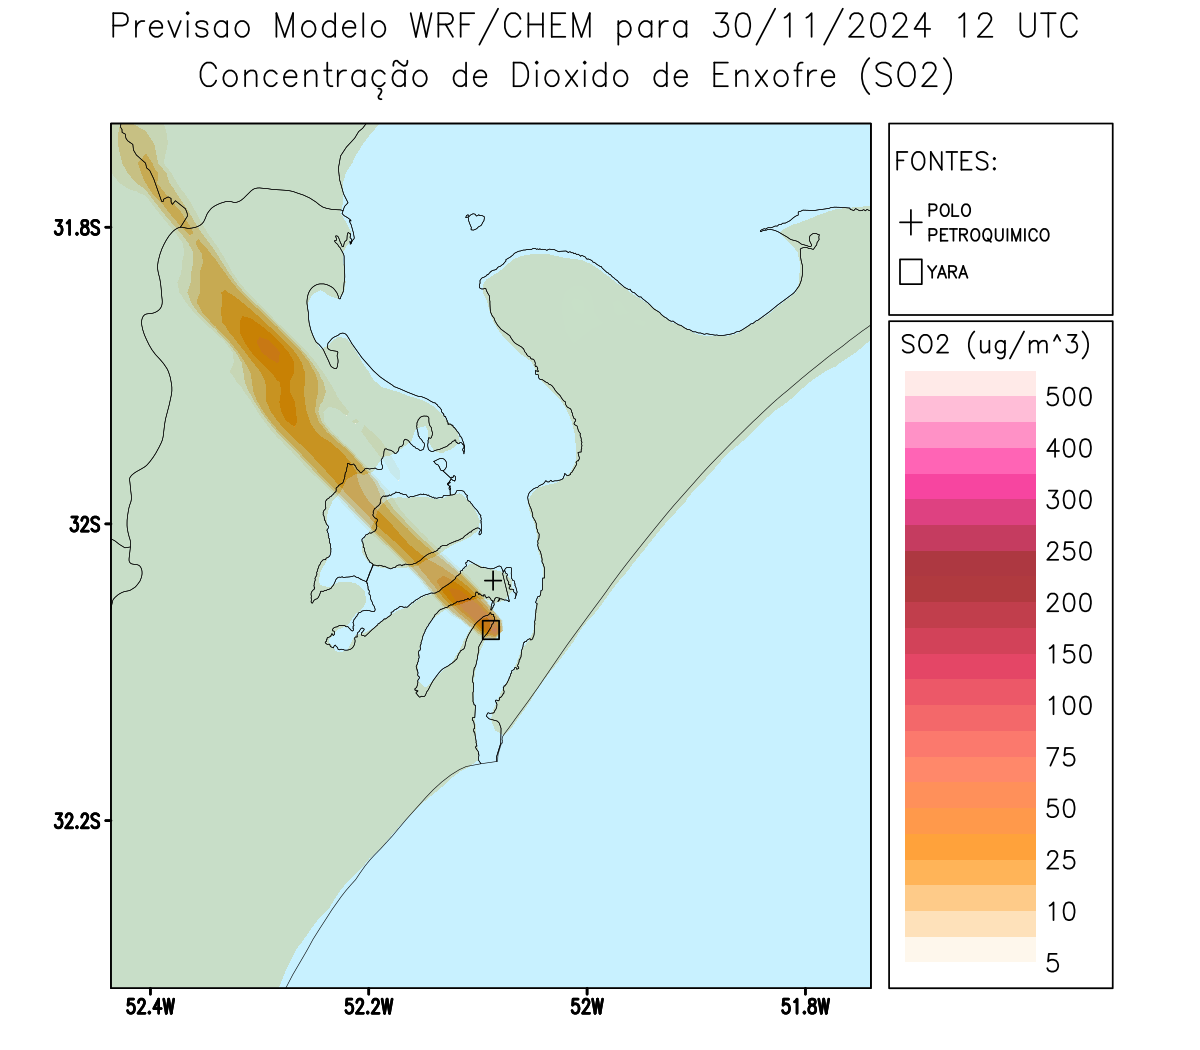 Previsao Modelo WRF/CHEM para 30/11/2024 12 UTC
Concentração de Dioxido de Enxofre (SO2)
FONTES:
POLO
PETROQUIMICO
YARA
SO2 (ug/m^3)
500
400
300
250
200
150
100
75
50
25
10
5
31.8S
32S
32.2S
52.4W
52.2W
52W
51.8W